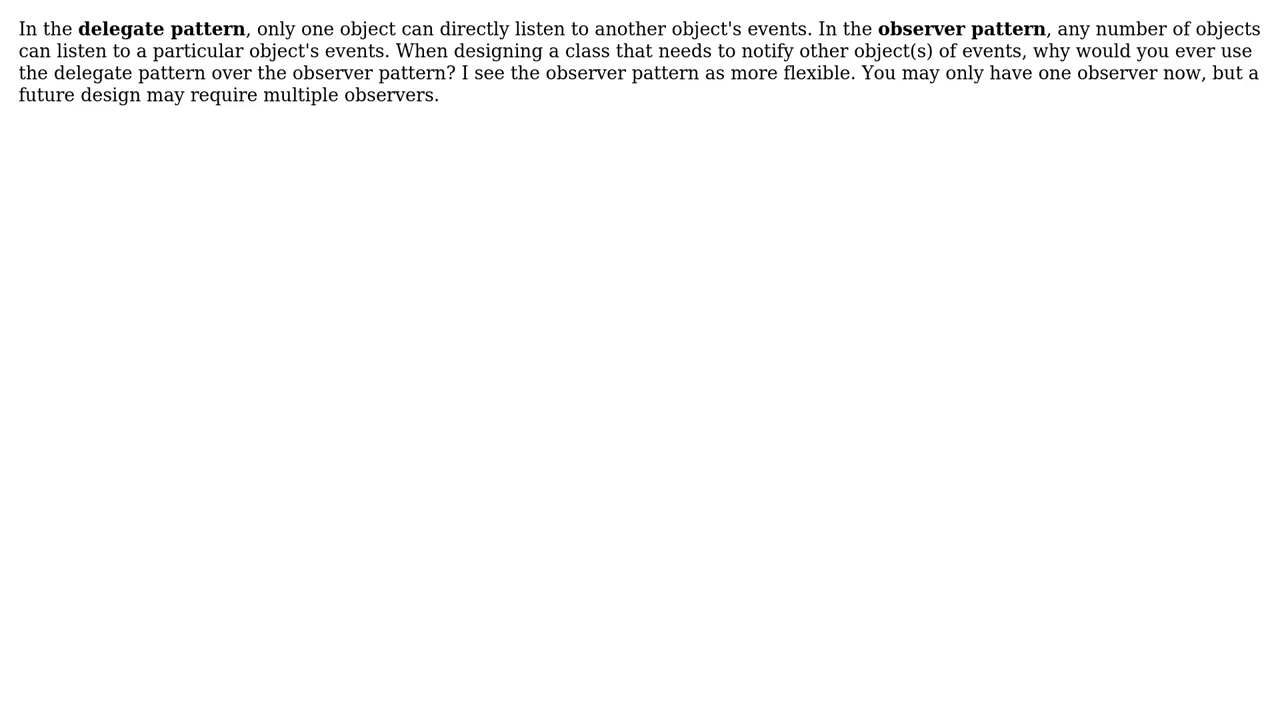 In the delegate pattern, only one object can directly listen to another object's events. In the observer pattern, any number of objects
can listen to a particular object's events. When designing a class that needs to notify other object(s) of events, why would you ever use
the delegate pattern over the observer pattern? I see the observer pattern as more flexible. You may only have one observer now, but a
future design may require multiple observers.